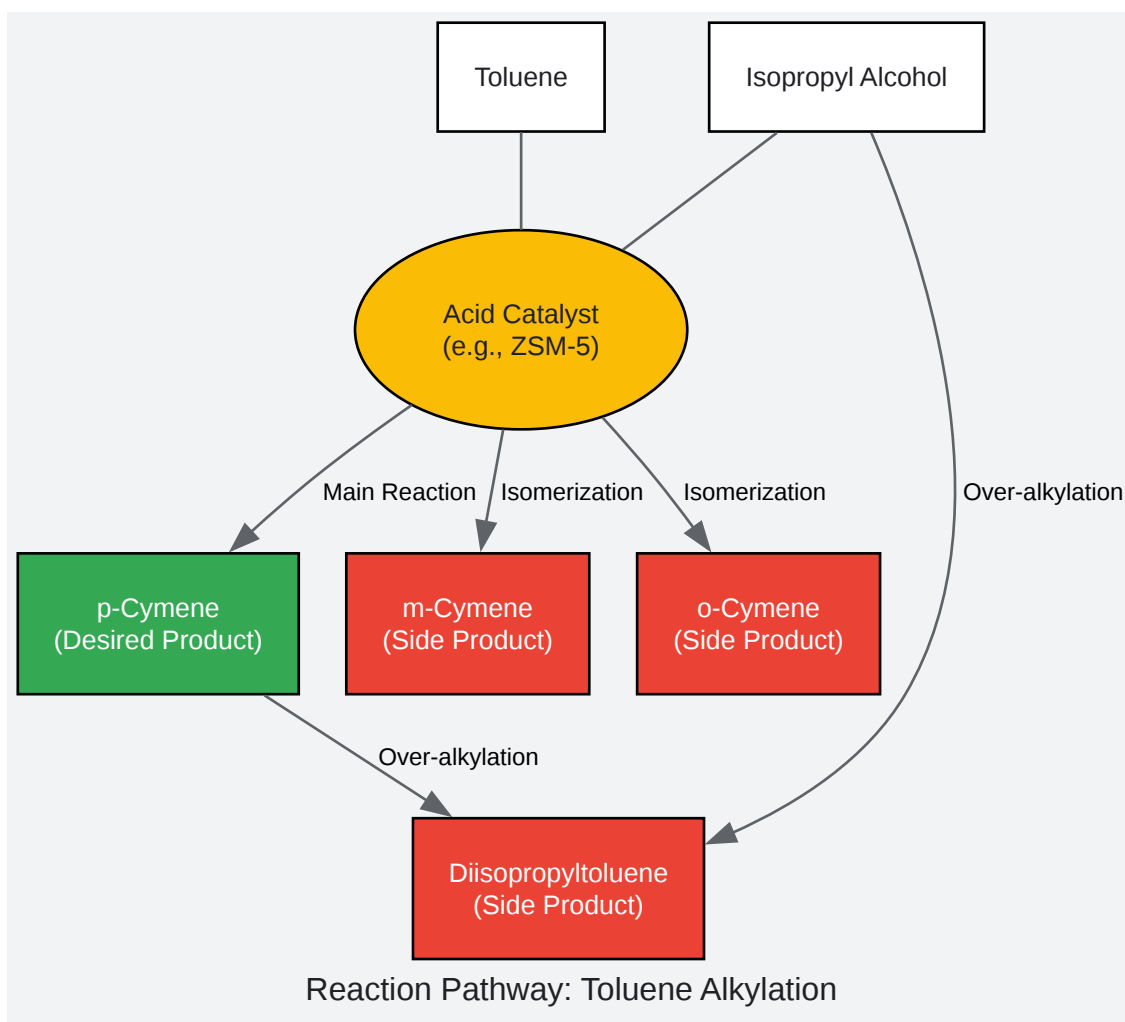 Toluene
Isopropyl Alcohol
Acid Catalyst
(e.g., ZSM-5)
Main Reaction
Isomerization
Isomerization
Over-alkylation
p-Cymene
(Desired Product)
m-Cymene
(Side Product)
o-Cymene
(Side Product)
Over-alkylation
Diisopropyltoluene
(Side Product)
Reaction Pathway: Toluene Alkylation